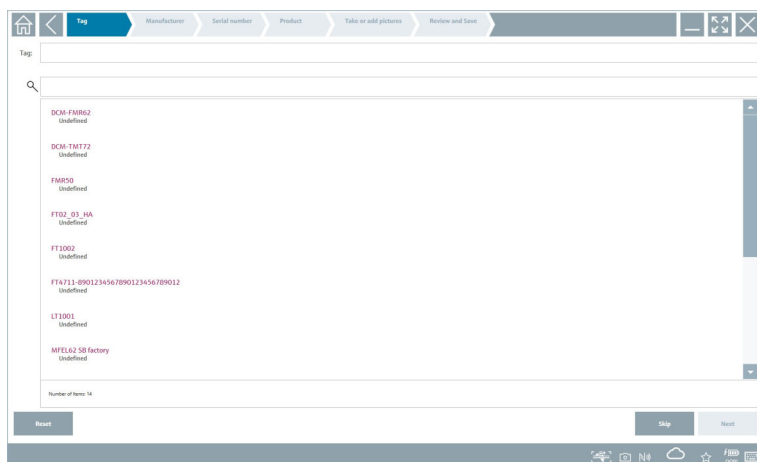 Tag
Manufacturer
Serial number
Product
Take or add pictures
Review and Save
Tag:
DCM-FMR62
Undefined
DCM-TMT72
Undefined
FMR50
Undefined
FT02_03_HA
Undefined
FT1002
Undefined
FT4711-8901234567890123456789012
Undefined
LT1001
Undefined
MFEL62 SB factory
Undefined
Number of items: 14
Reset
Skip
Next